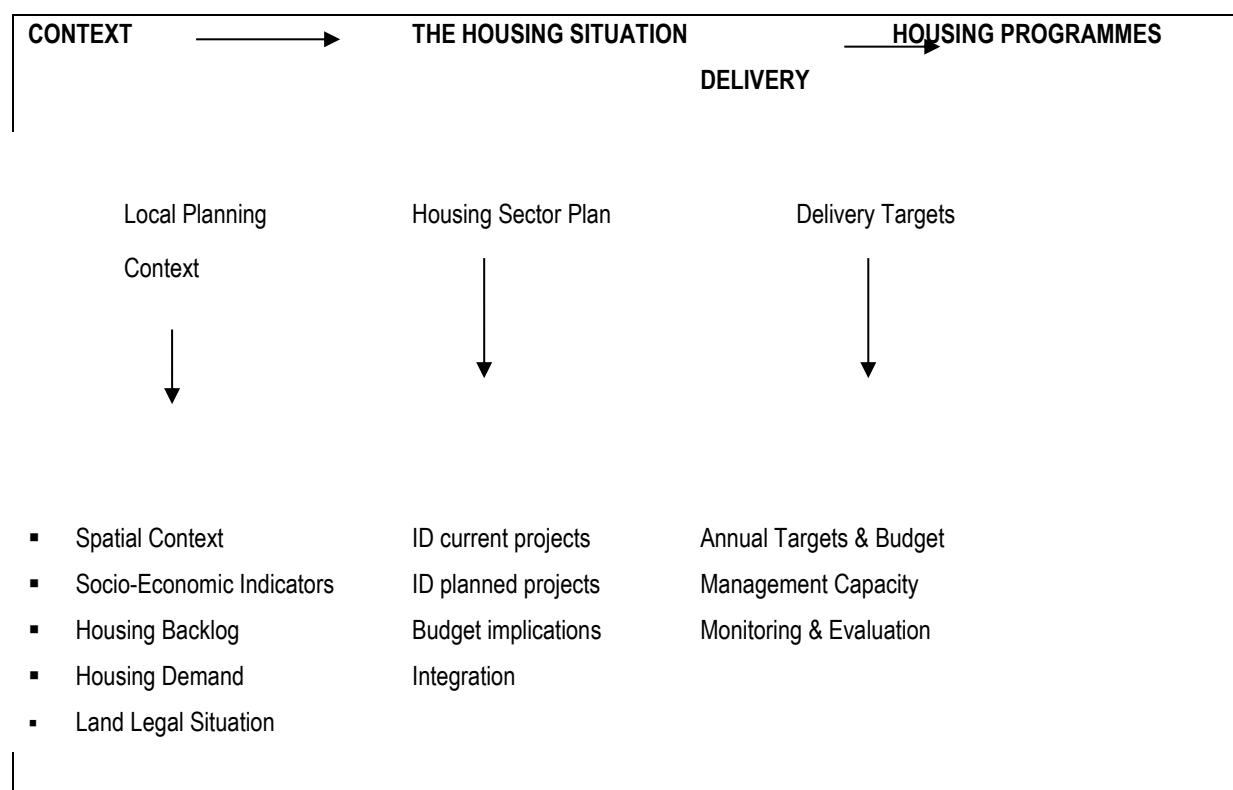 CONTEXT THE HOUSING SITUATION HOUSING PROGRAMMES
DELIVERY
Local Planning Housing Sector Plan Delivery Targets
Context
▪ Spatial Context ID current projects Annual Targets & Budget
▪ Socio-Economic Indicators ID planned projects Management Capacity
▪ Housing Backlog Budget implications Monitoring & Evaluation
▪ Housing Demand Integration
▪ Land Legal Situation